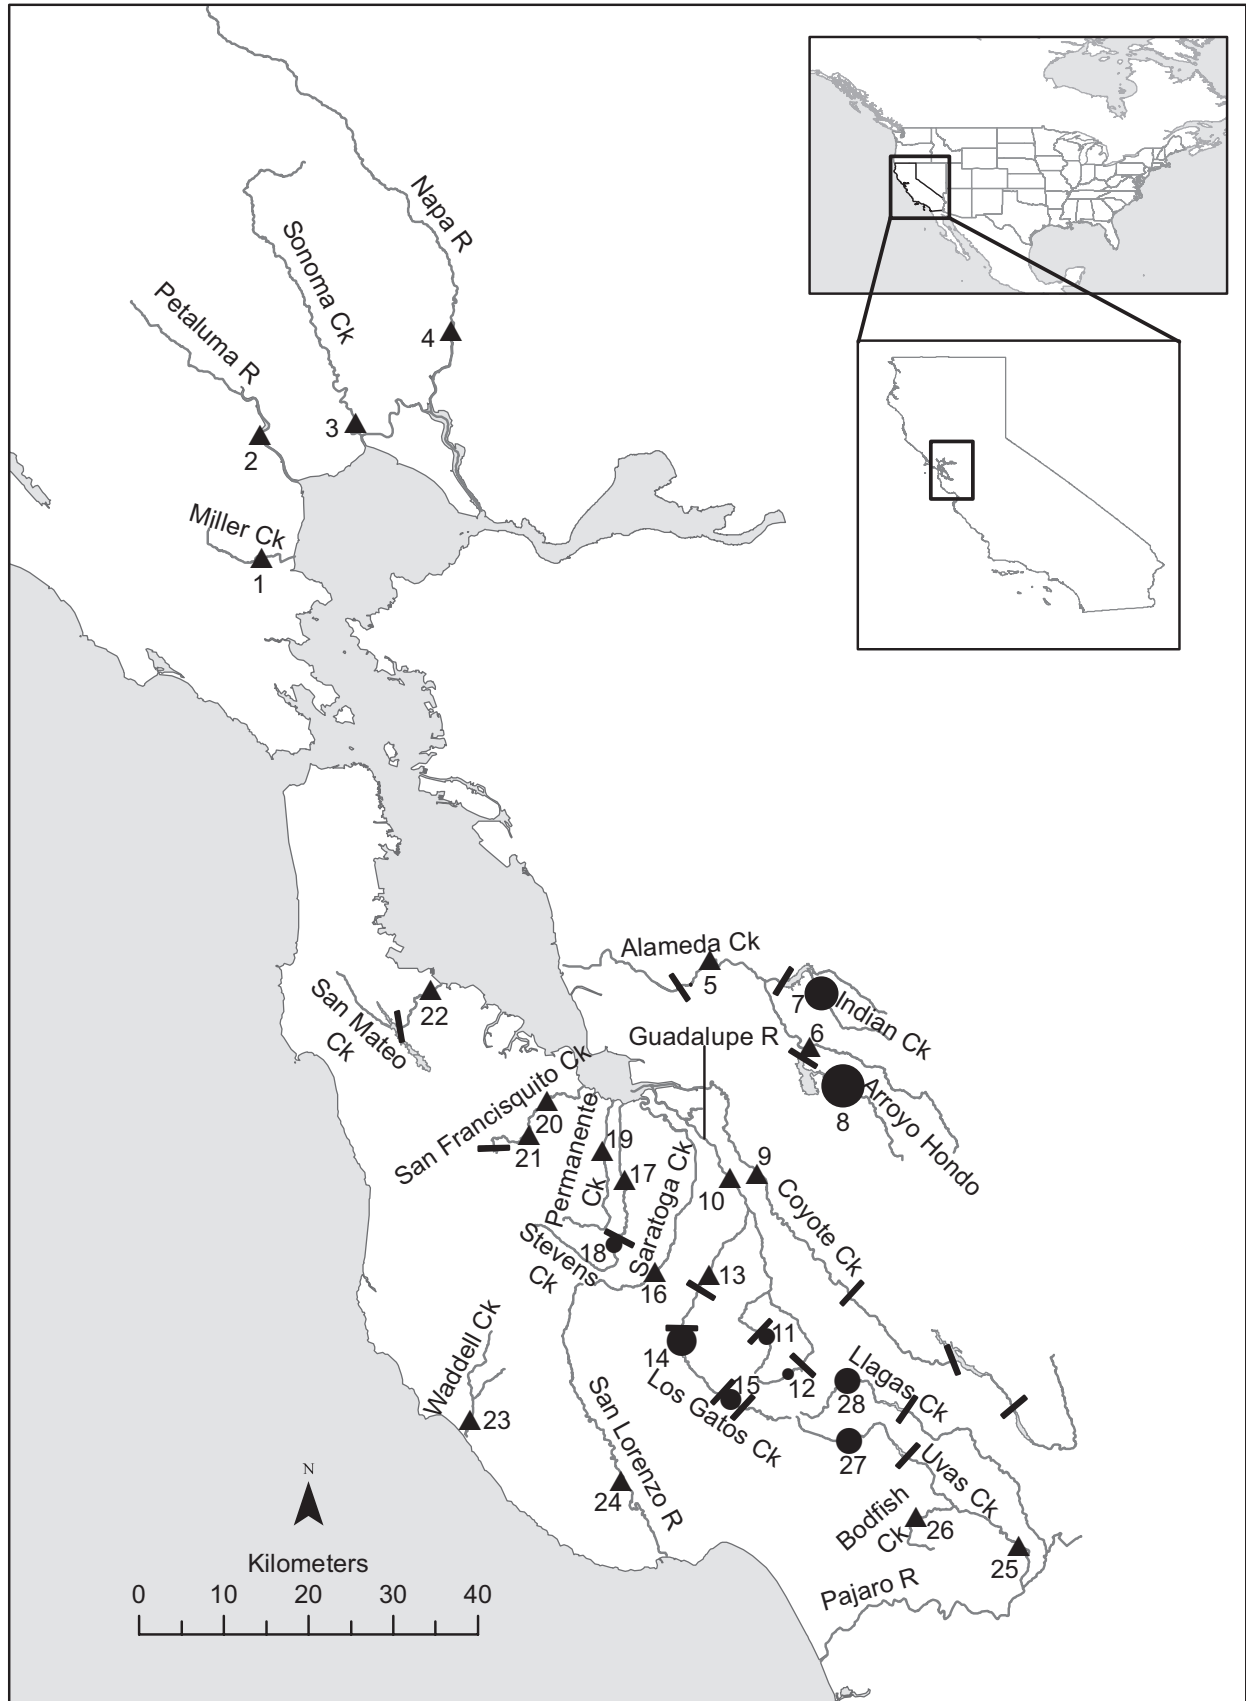 Napa R
Sonoma Ck
Petaluma R
4
3
2
Miller Ck
1
Alameda Ck
5
7
Indian Ck
San Mateo
Ck
22
Guadalupe R
6
8
Arroyo Hondo
San Francisquito Ck
20
21
Permanente
Ck
19
17
Saratoga Ck
10
9
Coyote Ck
Stevens
Ck
18
16
13
Waddell Ck
23
14
11
12
15
Los Gatos Ck
Llagas Ck
28
27
San Lorenzo R
24
Uvas Ck
Bodfish
Ck
26
25
Pajaro R
N
Kilometers
0 10 20 30 40